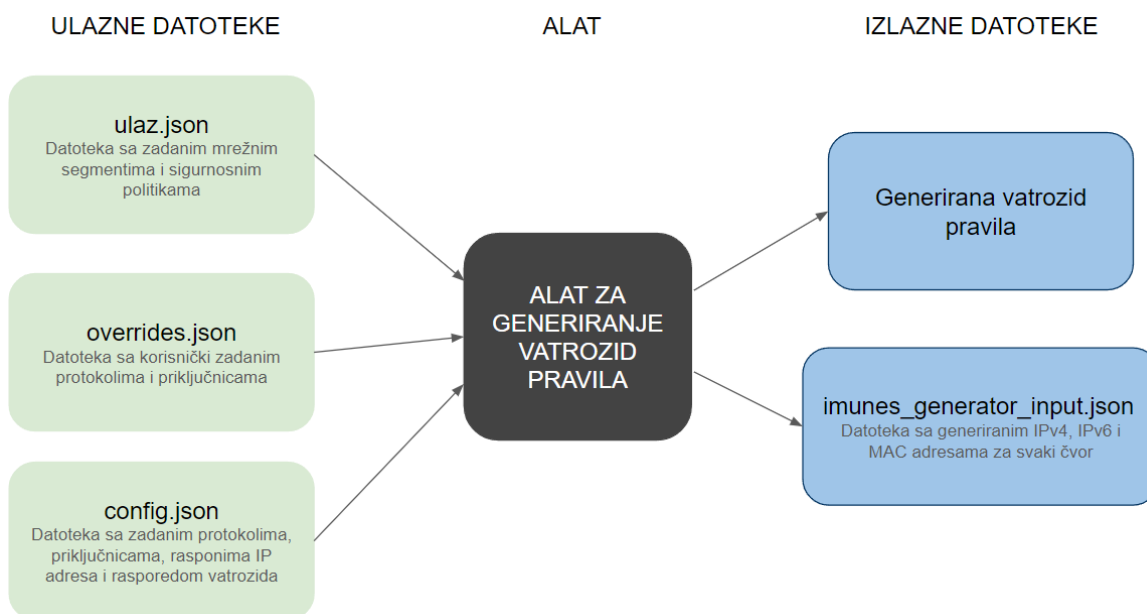 ULAZNE DATOTEKE
ALAT
IZLAZNE DATOTEKE
ulaz.json
Datoteka sa zadanim mrežnim
segmentima i sigurnosnim
politikama
overrides.json
Datoteka sa korisnički zadanim
protokolima i priključnicama
config.json
Datoteka sa zadanim protokolima,
priključnicama, rasponima IP
adresa i rasporedom vatrozida
ALAT ZA
GENERIRANJE
VATROZID
PRAVILA
Generirana vatrozid
pravila
imunes_generator_input.json
Datoteka sa generiranim IPv4, IPv6 i
MAC adresama za svaki čvor